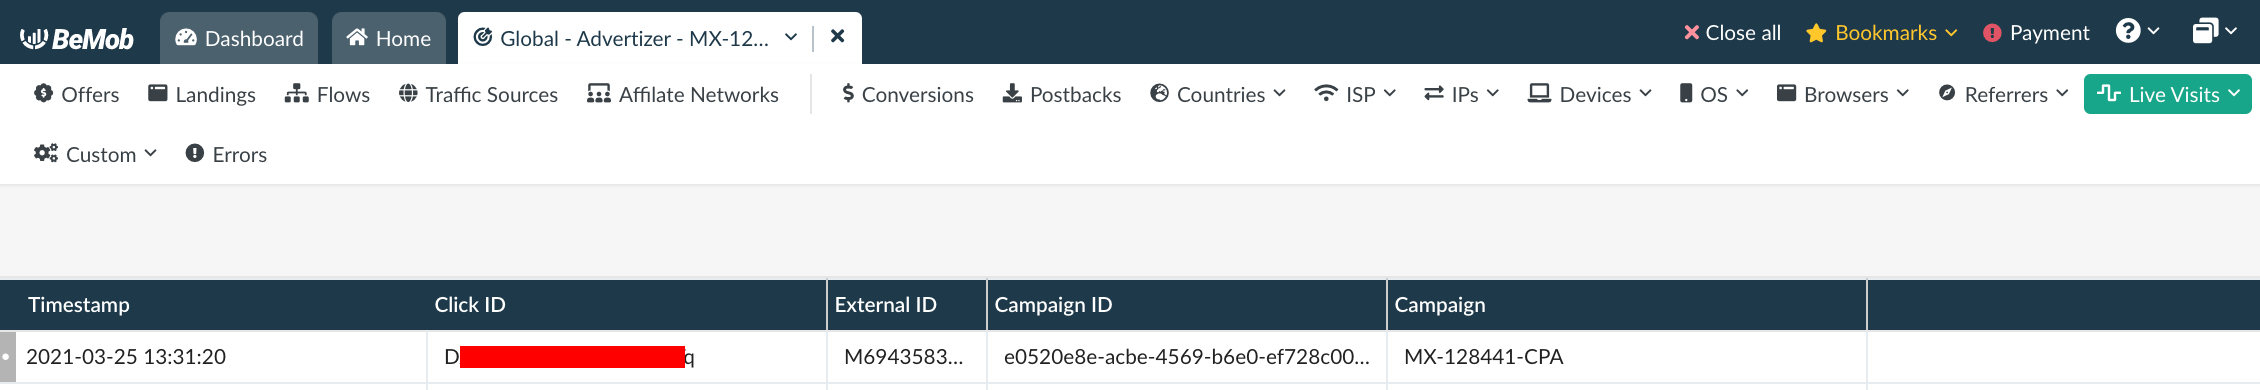 BeMob Dashboard Home Global - Advertizer - MX-12... Close all Bookmarks Payment
Offers Landings Flows Traffic Sources Affilate Networks Conversions Postbacks Countries ISP IPs Devices OS Browsers Referrers Live Visits
Custom Errors
Timestamp Click ID External ID Campaign ID Campaign
2021-03-25 13:31:20 D q M6943583... e0520e8e-acbe-4569-b6e0-ef728c00... MX-128441-CPA